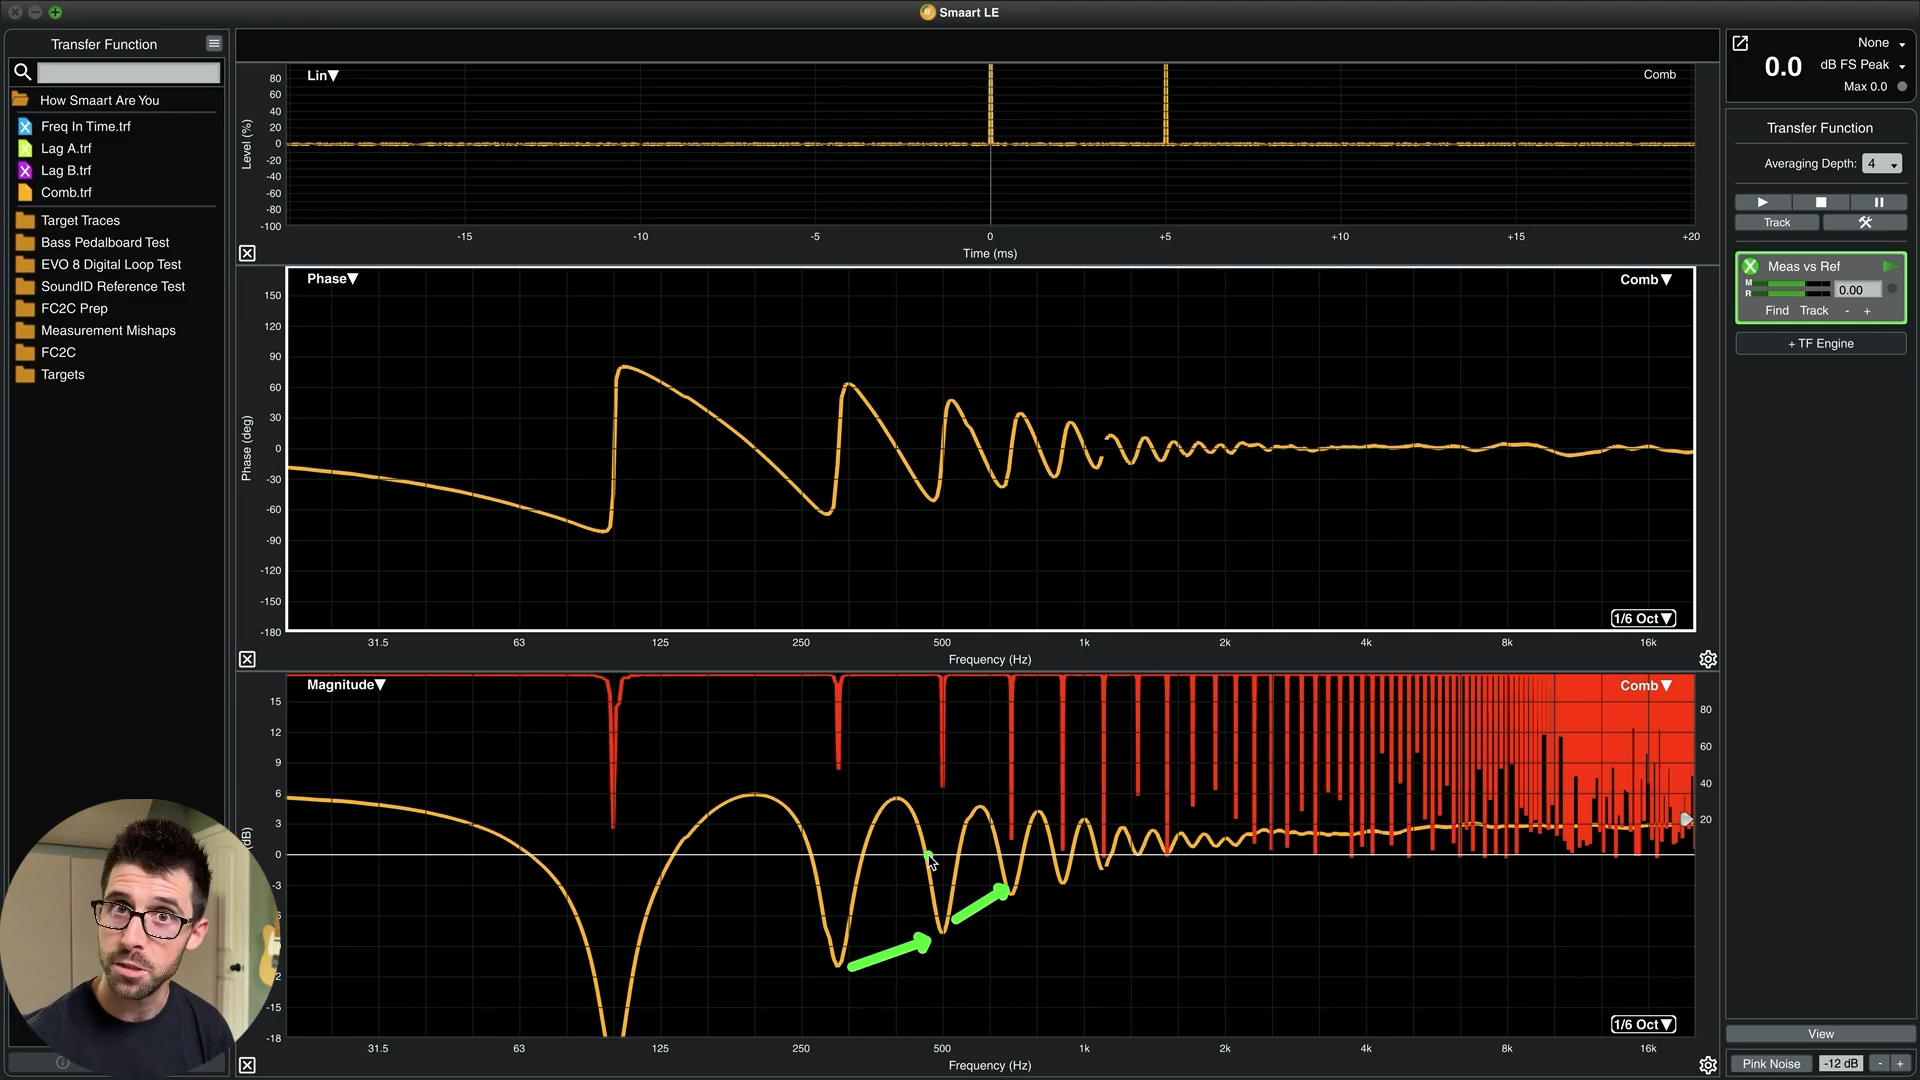 Smaart LE
Transfer Function
How Smaart Are You
Freq In Time.trf
Lag A.trf
Lag B.trf
Comb.trf
Target Traces
Bass Pedalboard Test
EVO 8 Digital Loop Test
SoundID Reference Test
FC2C Prep
Measurement Mishaps
FC2C
Targets
Lin▼
Comb
Level (%)
80
60
40
20
0
-20
-40
-60
-80
-100
-15
-10
-5
0
+5
+10
+15
+20
Time (ms)
Phase▼
Comb▼
Phase (deg)
150
120
90
60
30
0
-30
-60
-90
-120
-150
-180
1/6 Oct▼
31.5
63
125
250
500
1k
2k
4k
8k
16k
Frequency (Hz)
Magnitude▼
Comb▼
(dB)
15
12
9
6
3
0
-3
-15
-18
80
60
40
20
1/6 Oct▼
31.5
63
125
250
500
1k
2k
4k
8k
16k
Frequency (Hz)
None
0.0
dB FS Peak
Max 0.0
Transfer Function
Averaging Depth: 4
Track
Meas vs Ref
M
R
0.00
Find Track - +
+ TF Engine
View
Pink Noise -12 dB - +